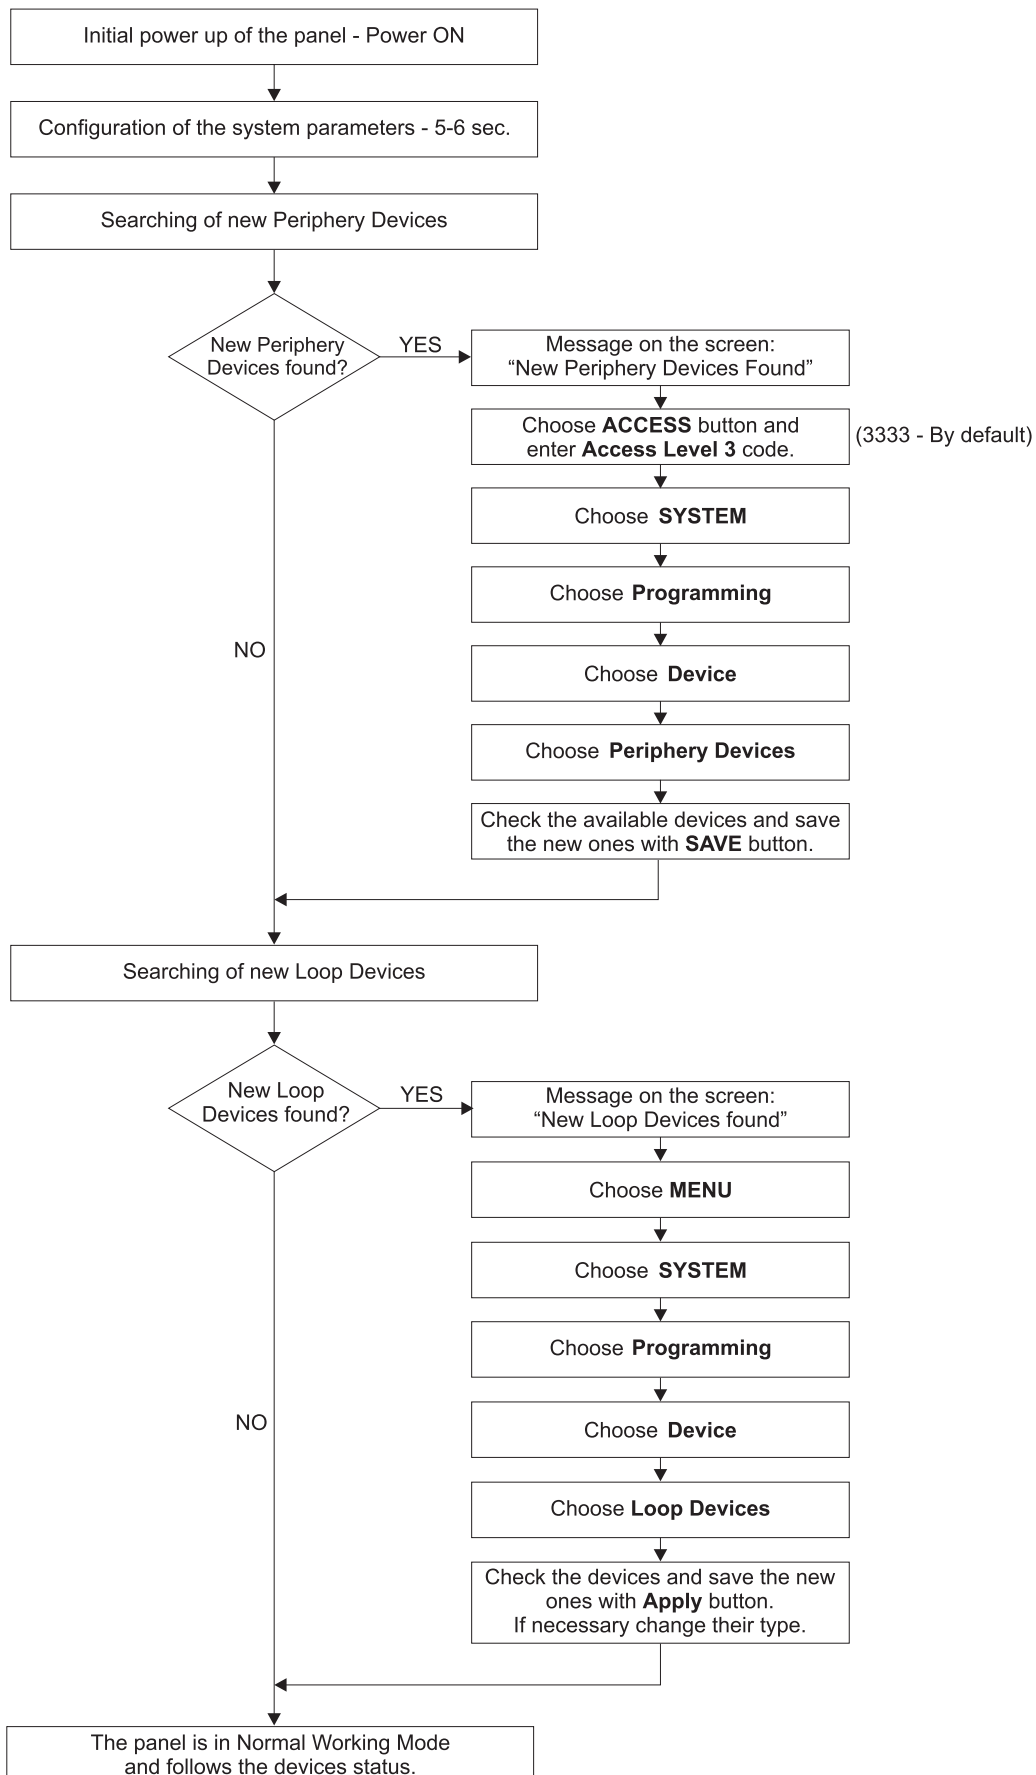 Initial power up of the panel - Power ON
Configuration of the system parameters - 5-6 sec.
Searching of new Periphery Devices
New Periphery
Devices found?
YES
Message on the screen:
“New Periphery Devices Found”
Choose ACCESS button and
enter Access Level 3 code.
(3333 - By default)
Choose SYSTEM
Choose Programming
NO
Choose Device
Choose Periphery Devices
Check the available devices and save
the new ones with SAVE button.
Searching of new Loop Devices
New Loop
Devices found?
YES
Message on the screen:
“New Loop Devices found”
Choose MENU
Choose SYSTEM
Choose Programming
NO
Choose Device
Choose Loop Devices
Check the devices and save the new
ones with Apply button.
If necessary change their type.
The panel is in Normal Working Mode
and follows the devices status.